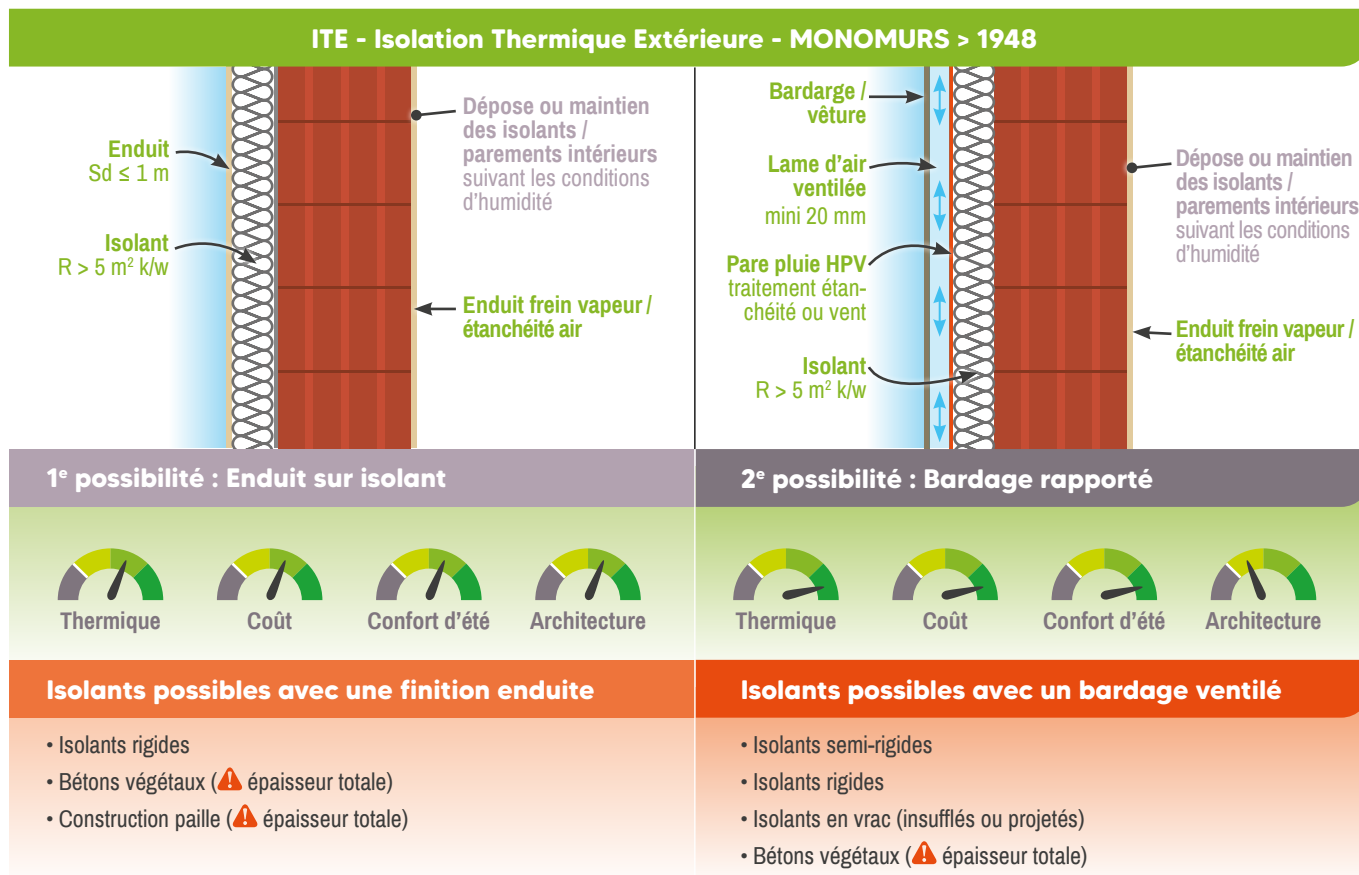 ITE - Isolation Thermique Extérieure - MONOMURS > 1948
Enduit
Sd ≤ 1 m
Isolant
R > 5 m² k/w
Dépose ou maintien
des isolants /
parements intérieurs
suivant les conditions
d’humidité
Enduit frein vapeur /
étanchéité air
Bardarge /
vêture
Lame d’air
ventilée
mini 20 mm
Pare pluie HPV
traitement étan-
chéité ou vent
Isolant
R > 5 m² k/w
Dépose ou maintien
des isolants /
parements intérieurs
suivant les conditions
d’humidité
Enduit frein vapeur /
étanchéité air
1e possibilité : Enduit sur isolant
Thermique
Coût
Confort d’été
Architecture
Isolants possibles avec une finition enduite
• Isolants rigides
• Bétons végétaux (⚠ épaisseur totale)
• Construction paille (⚠ épaisseur totale)
2e possibilité : Bardage rapporté
Thermique
Coût
Confort d’été
Architecture
Isolants possibles avec un bardage ventilé
• Isolants semi-rigides
• Isolants rigides
• Isolants en vrac (insufflés ou projetés)
• Bétons végétaux (⚠ épaisseur totale)